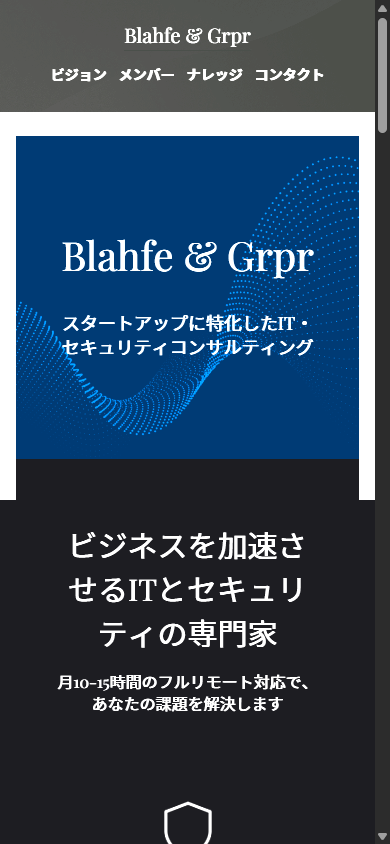 Blahfe & Grpr
ビジョン メンバー ナレッジ コンタクト
Blahfe & Grpr
スタートアップに特化したIT・
セキュリティコンサルティング
ビジネスを加速さ
せるITとセキュリ
ティの専門家
月10-15時間のフルリモート対応で、
あなたの課題を解決します